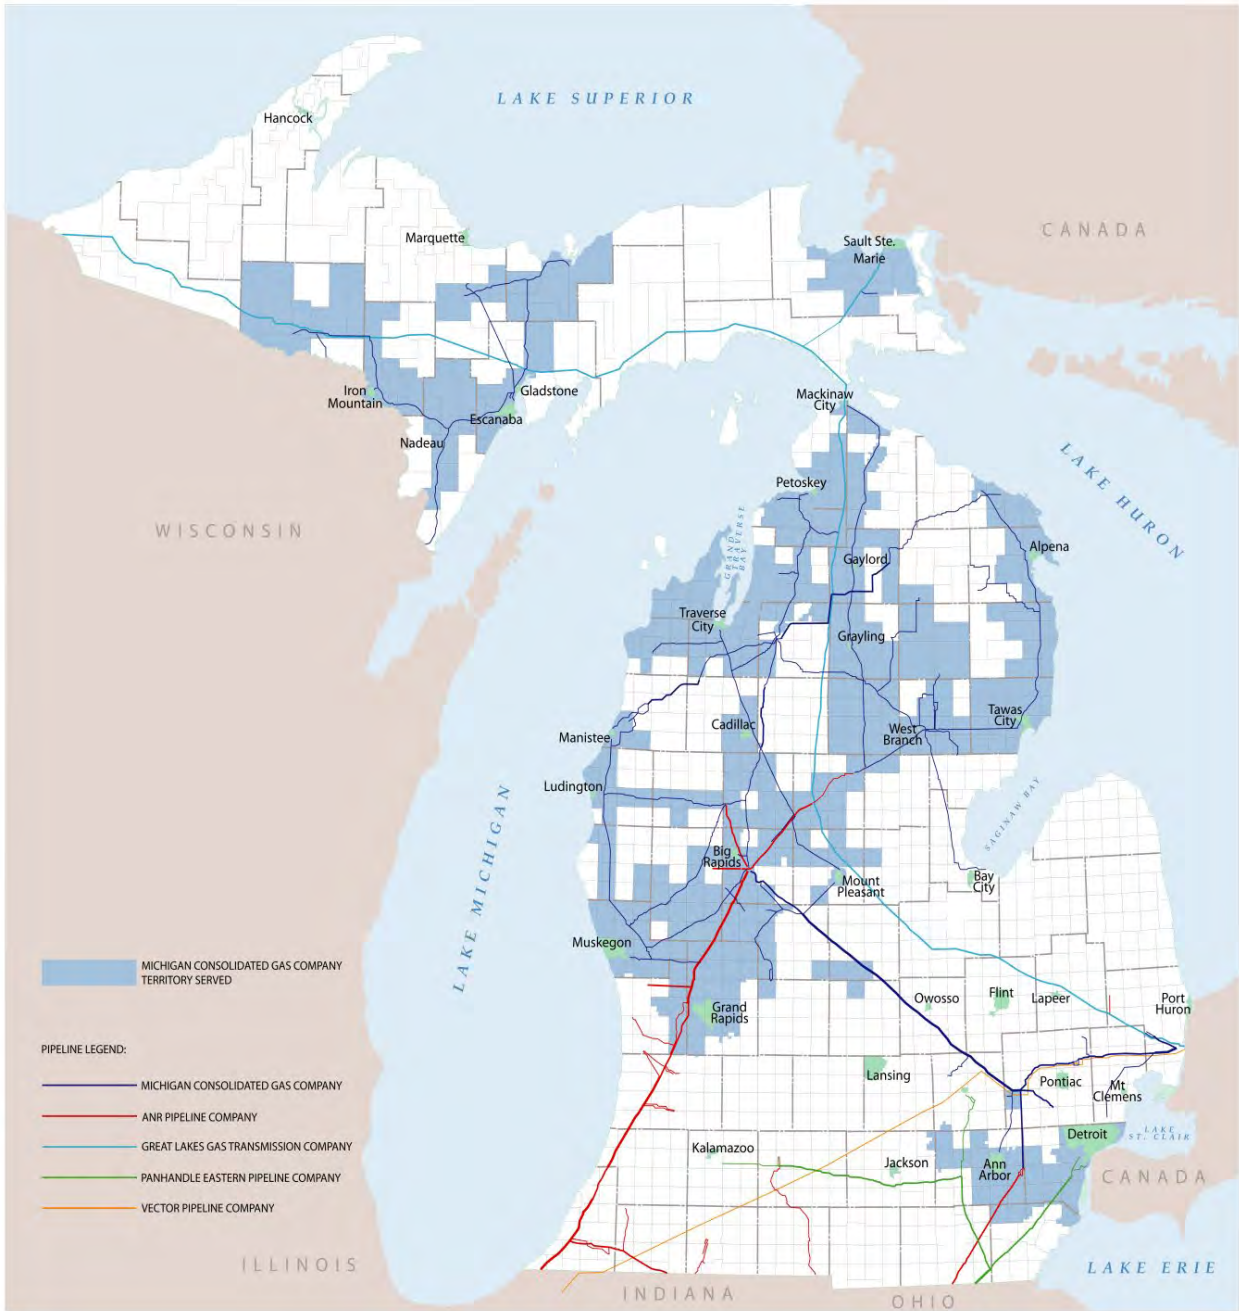 LAKE SUPERIOR
Hancock
CANADA
Marquette
Sault Ste.
Marie
Iron
Mountain
Gladstone
Escanaba
Nadeau
Mackinaw
City
LAKE HURON
Petoskey
WISCONSIN
GRAND
TRAVERSE
BAY
Alpena
Gaylord
Traverse
City
Grayling
Manistee
Cadillac
West
Branch
Tawas
City
Ludington
SAGINAW BAY
LAKE MICHIGAN
Big
Rapids
Mount
Pleasant
Bay
City
Muskegon
MICHIGAN CONSOLIDATED GAS COMPANY
TERRITORY SERVED
Grand
Rapids
Owosso
Flint
Lapeer
Port
Huron
PIPELINE LEGEND:
MICHIGAN CONSOLIDATED GAS COMPANY
ANR PIPELINE COMPANY
GREAT LAKES GAS TRANSMISSION COMPANY
PANHANDLE EASTERN PIPELINE COMPANY
VECTOR PIPELINE COMPANY
Lansing
Pontiac
Mt
Clemens
LAKE
ST. CLAIR
Detroit
Kalamazoo
Jackson
Ann
Arbor
CANADA
ILLINOIS
INDIANA
OHIO
LAKE ERIE